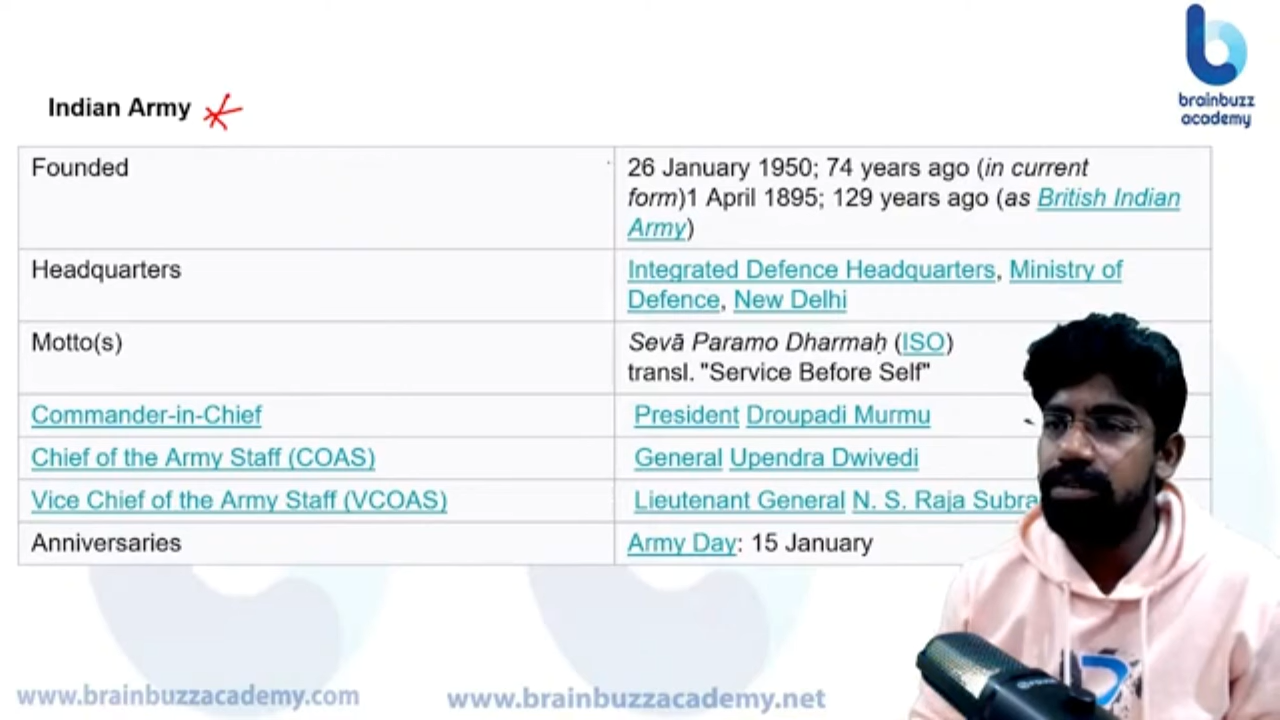 brainbuzz
academy
Indian Army
Founded
26 January 1950; 74 years ago (in current
form)1 April 1895; 129 years ago (as British Indian
Army)
Headquarters
Integrated Defence Headquarters, Ministry of
Defence, New Delhi
Motto(s)
Sevā Paramo Dharmaḥ (ISO)
transl. "Service Before Self"
Commander-in-Chief
President Droupadi Murmu
Chief of the Army Staff (COAS)
General Upendra Dwivedi
Vice Chief of the Army Staff (VCOAS)
Lieutenant General N. S. Raja Subra
Anniversaries
Army Day: 15 January
www.brainbuzzacademy.com
www.brainbuzzacademy.net